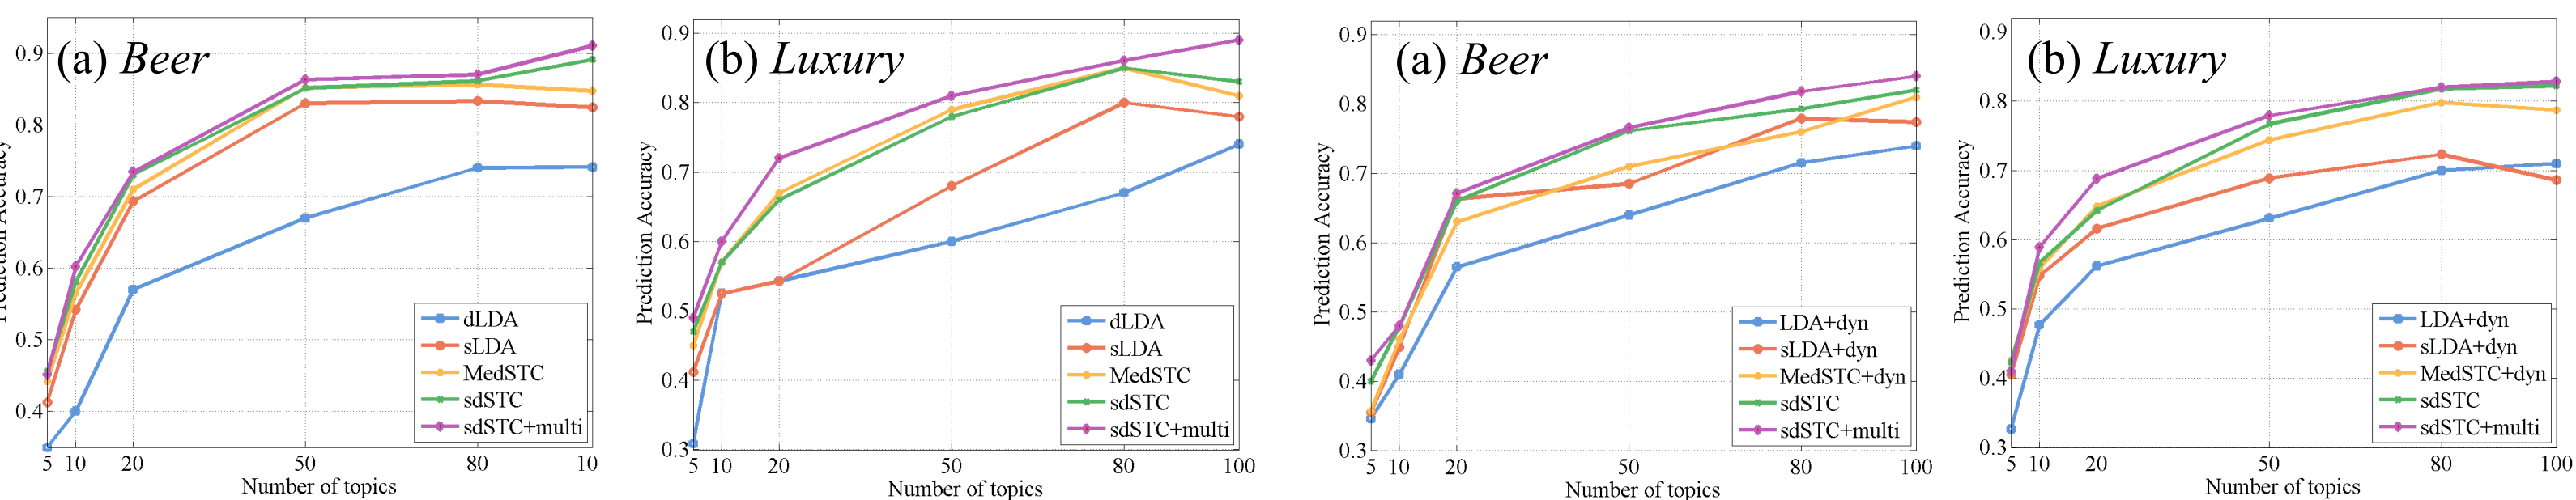 (a) Beer
Prediction Accuracy
0.9
0.8
0.7
0.6
0.5
0.4
dLDA
sLDA
MedSTC
sdSTC
sdSTC+multi
5 10 20 50 80 10
Number of topics
(b) Luxury
Prediction Accuracy
0.9
0.8
0.7
0.6
0.5
0.4
0.3
dLDA
sLDA
MedSTC
sdSTC
sdSTC+multi
5 10 20 50 80 100
Number of topics
(a) Beer
Prediction Accuracy
0.9
0.8
0.7
0.6
0.5
0.4
0.3
LDA+dyn
sLDA+dyn
MedSTC+dyn
sdSTC
sdSTC+multi
5 10 20 50 80 100
Number of topics
(b) Luxury
Prediction Accuracy
0.9
0.8
0.7
0.6
0.5
0.4
0.3
LDA+dyn
sLDA+dyn
MedSTC+dyn
sdSTC
sdSTC+multi
5 10 20 50 80 100
Number of topics